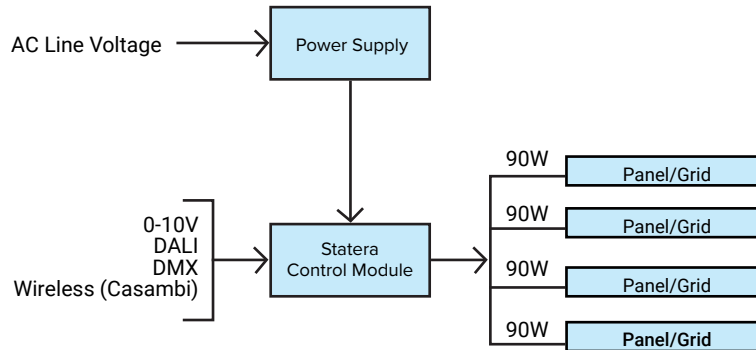 AC Line Voltage
Power Supply
90W
Panel/Grid
90W
Panel/Grid
0-10V
DALI
DMX
Wireless (Casambi)
Statera
Control Module
90W
Panel/Grid
90W
Panel/Grid